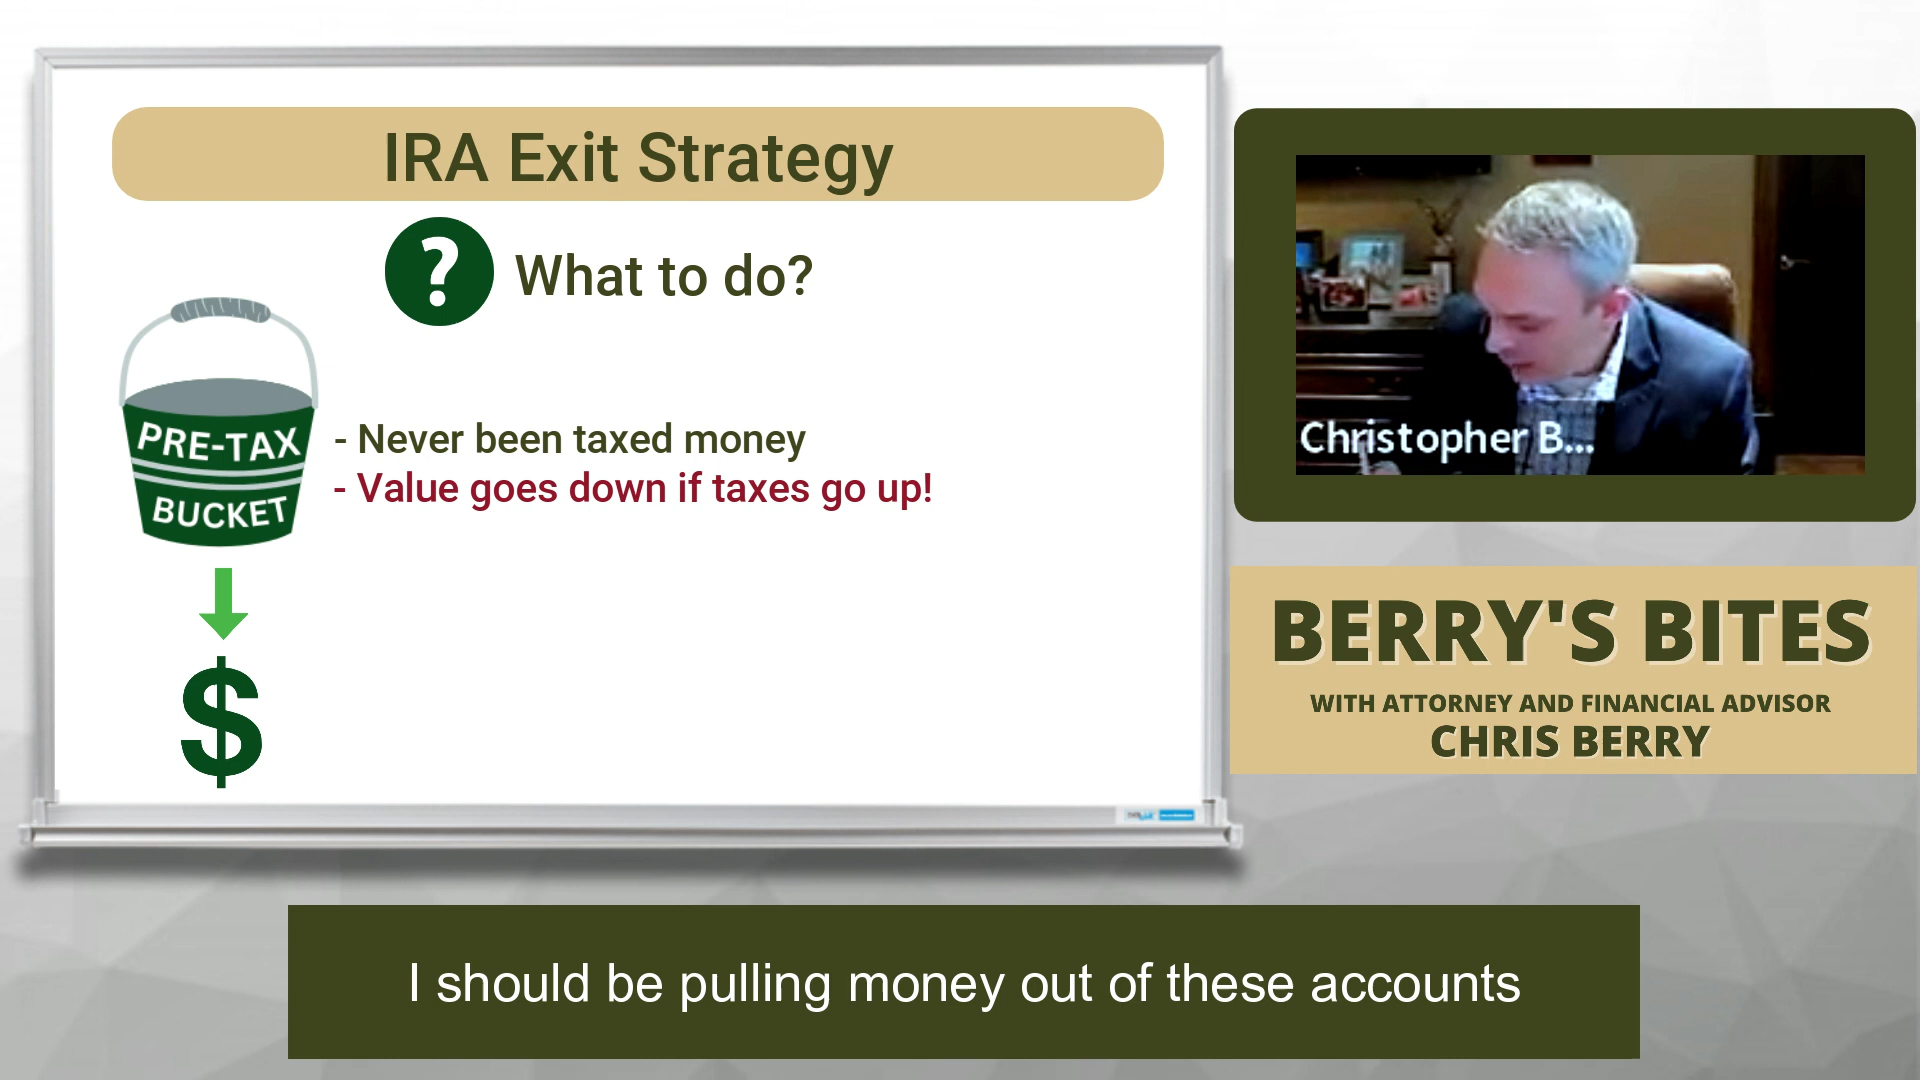 IRA Exit Strategy
? What to do?
PRE-TAX
BUCKET
- Never been taxed money
- Value goes down if taxes go up!
$
Christopher B...
BERRY'S BITES
WITH ATTORNEY AND FINANCIAL ADVISOR
CHRIS BERRY
I should be pulling money out of these accounts